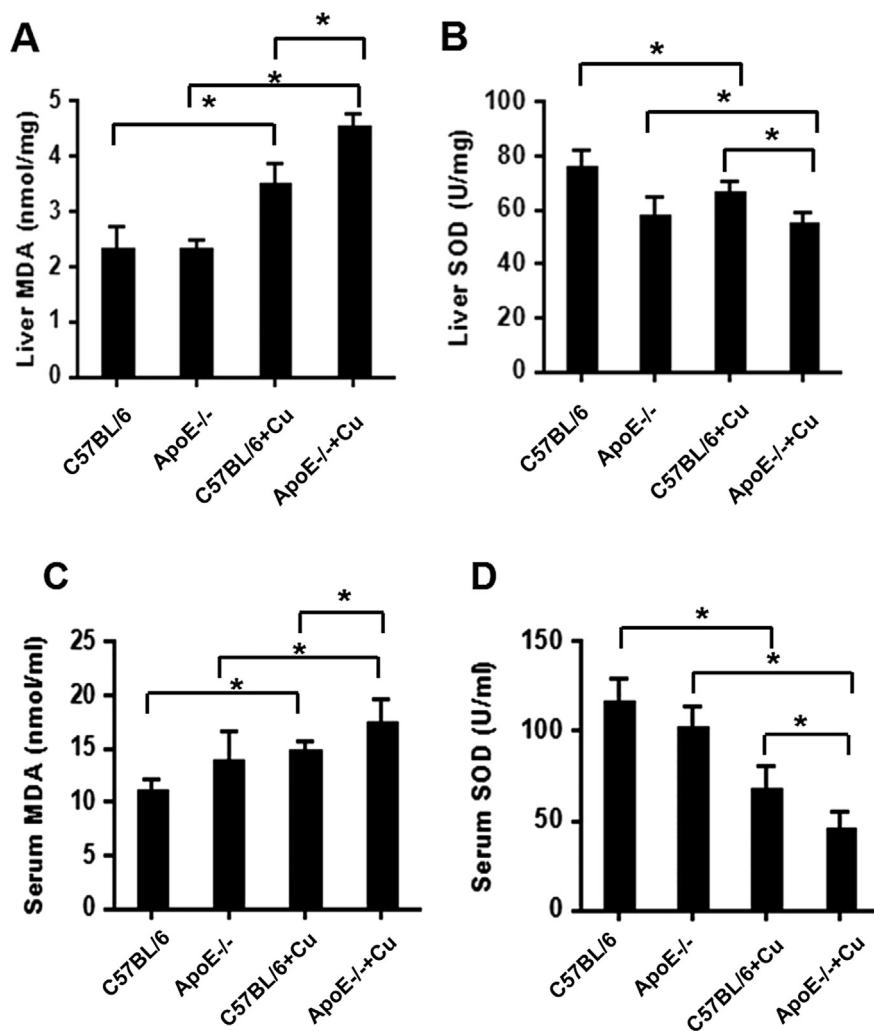 A
*
*
*
Liver MDA (nmol/mg)
5
4
3
2
1
0
C57BL/6
ApoE-/-
C57BL/6+Cu
ApoE-/-+Cu
B
*
*
*
Liver SOD (U/mg)
100
80
60
40
20
0
C57BL/6
ApoE-/-
C57BL/6+Cu
ApoE-/-+Cu
C
*
*
*
Serum MDA (nmol/ml)
25
20
15
10
5
0
C57BL/6
ApoE-/-
C57BL/6+Cu
ApoE-/-+Cu
D
*
*
*
Serum SOD (U/ml)
150
100
50
0
C57BL/6
ApoE-/-
C57BL/6+Cu
ApoE-/-+Cu